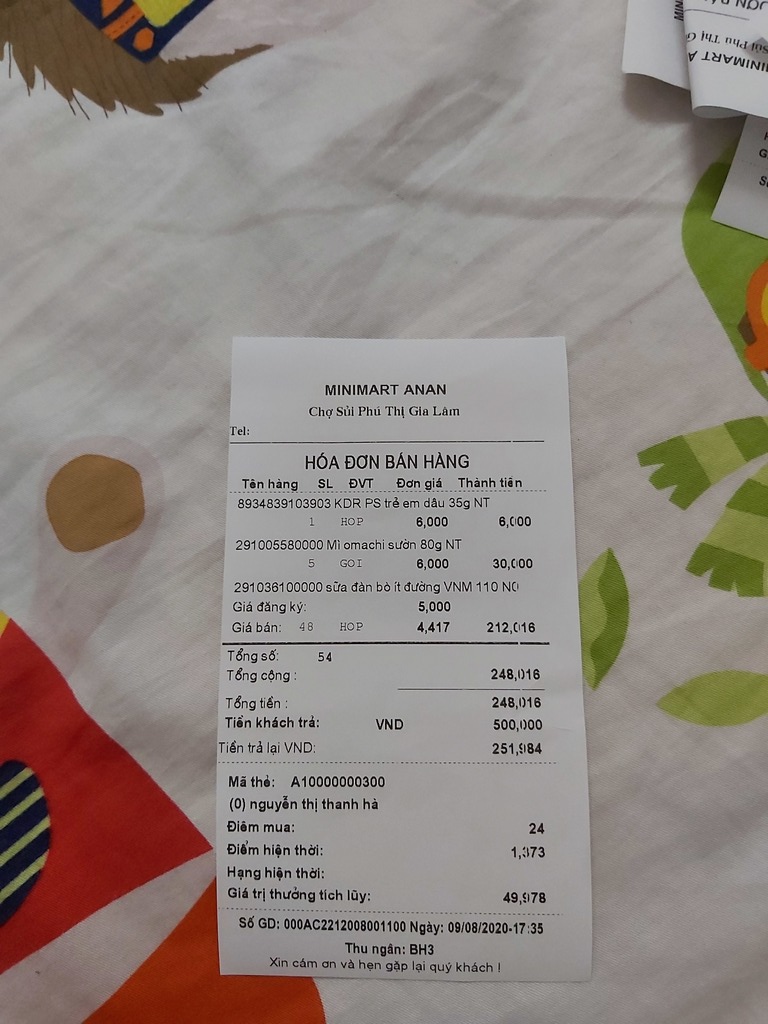 MINIMART A
Sủi Phú Thị G
MINIMART ANAN
Chợ Sủi Phú Thị Gia Lâm
Tel:
HÓA ĐƠN BÁN HÀNG
Tên hàng SL ĐVT Đơn giá Thành tiền
8934839103903 KDR PS trẻ em dâu 35g NT
1 HOP 6,000 6,000
291005580000 Mì omachi sườn 80g NT
5 GOI 6,000 30,000
291036100000 sữa đàn bò ít đường VNM 110 NO
Giá đăng ký: 5,000
Giá bán: 48 HOP 4,417 212,016
Tổng số: 54
Tổng cộng : 248,016
Tổng tiền : 248,016
Tiền khách trả: VND 500,000
Tiền trả lại VND: 251,984
Mã thẻ: A10000000300
(0) nguyễn thị thanh hà
Điểm mua: 24
Điểm hiện thời: 1,373
Hạng hiện thời:
Giá trị thưởng tích lũy: 49,978
Số GD: 000AC2212008001100 Ngày: 09/08/2020-17:35
Thu ngân: BH3
Xin cám ơn và hẹn gặp lại quý khách !